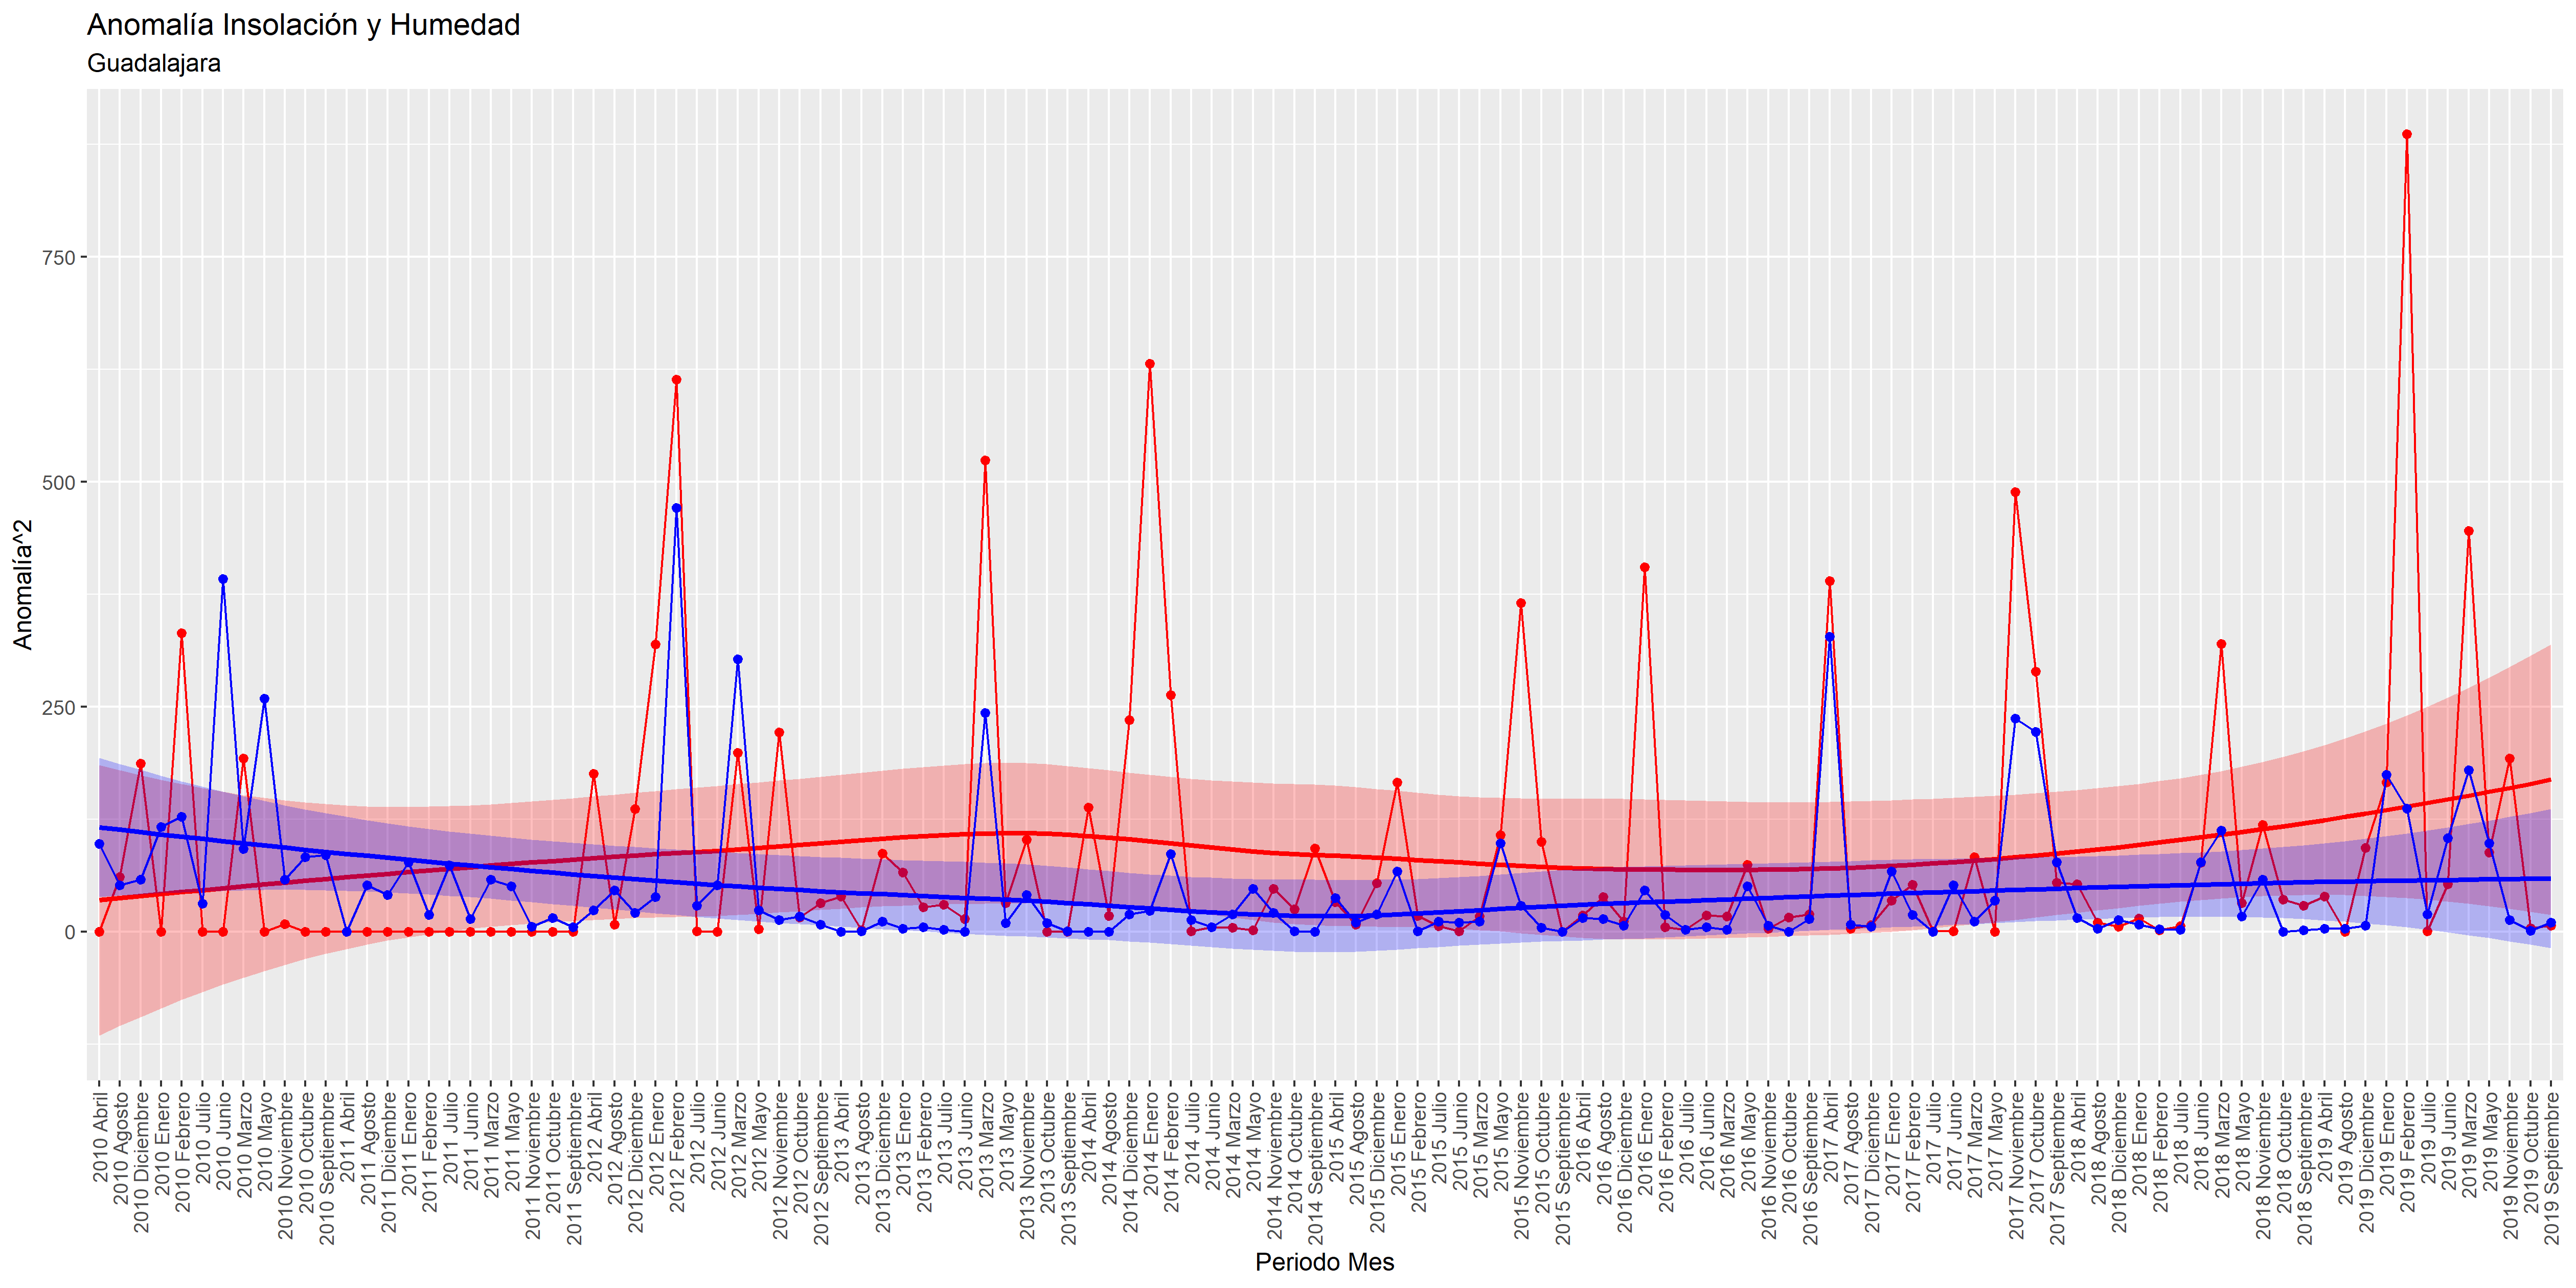 Anomalía Insolación y Humedad
Guadalajara
Anomalía^2
750
500
250
0
2010 Abril
2010 Agosto
2010 Diciembre
2010 Enero
2010 Febrero
2010 Julio
2010 Junio
2010 Marzo
2010 Mayo
2010 Noviembre
2010 Octubre
2010 Septiembre
2011 Abril
2011 Agosto
2011 Diciembre
2011 Enero
2011 Febrero
2011 Julio
2011 Junio
2011 Marzo
2011 Mayo
2011 Noviembre
2011 Octubre
2011 Septiembre
2012 Abril
2012 Agosto
2012 Diciembre
2012 Enero
2012 Febrero
2012 Julio
2012 Junio
2012 Marzo
2012 Mayo
2012 Noviembre
2012 Octubre
2012 Septiembre
2013 Abril
2013 Agosto
2013 Diciembre
2013 Enero
2013 Febrero
2013 Julio
2013 Junio
2013 Marzo
2013 Mayo
2013 Noviembre
2013 Octubre
2013 Septiembre
2014 Abril
2014 Agosto
2014 Diciembre
2014 Enero
2014 Febrero
2014 Julio
2014 Junio
2014 Marzo
2014 Mayo
2014 Noviembre
2014 Octubre
2014 Septiembre
2015 Abril
2015 Agosto
2015 Diciembre
2015 Enero
2015 Febrero
2015 Julio
2015 Junio
2015 Marzo
2015 Mayo
2015 Noviembre
2015 Octubre
2015 Septiembre
2016 Abril
2016 Agosto
2016 Diciembre
2016 Enero
2016 Febrero
2016 Julio
2016 Junio
2016 Marzo
2016 Mayo
2016 Noviembre
2016 Octubre
2016 Septiembre
2017 Abril
2017 Agosto
2017 Diciembre
2017 Enero
2017 Febrero
2017 Julio
2017 Junio
2017 Marzo
2017 Mayo
2017 Noviembre
2017 Octubre
2017 Septiembre
2018 Abril
2018 Agosto
2018 Diciembre
2018 Enero
2018 Febrero
2018 Julio
2018 Junio
2018 Marzo
2018 Mayo
2018 Noviembre
2018 Octubre
2018 Septiembre
2019 Abril
2019 Agosto
2019 Diciembre
2019 Enero
2019 Febrero
2019 Julio
2019 Junio
2019 Marzo
2019 Mayo
2019 Noviembre
2019 Octubre
2019 Septiembre
Periodo Mes